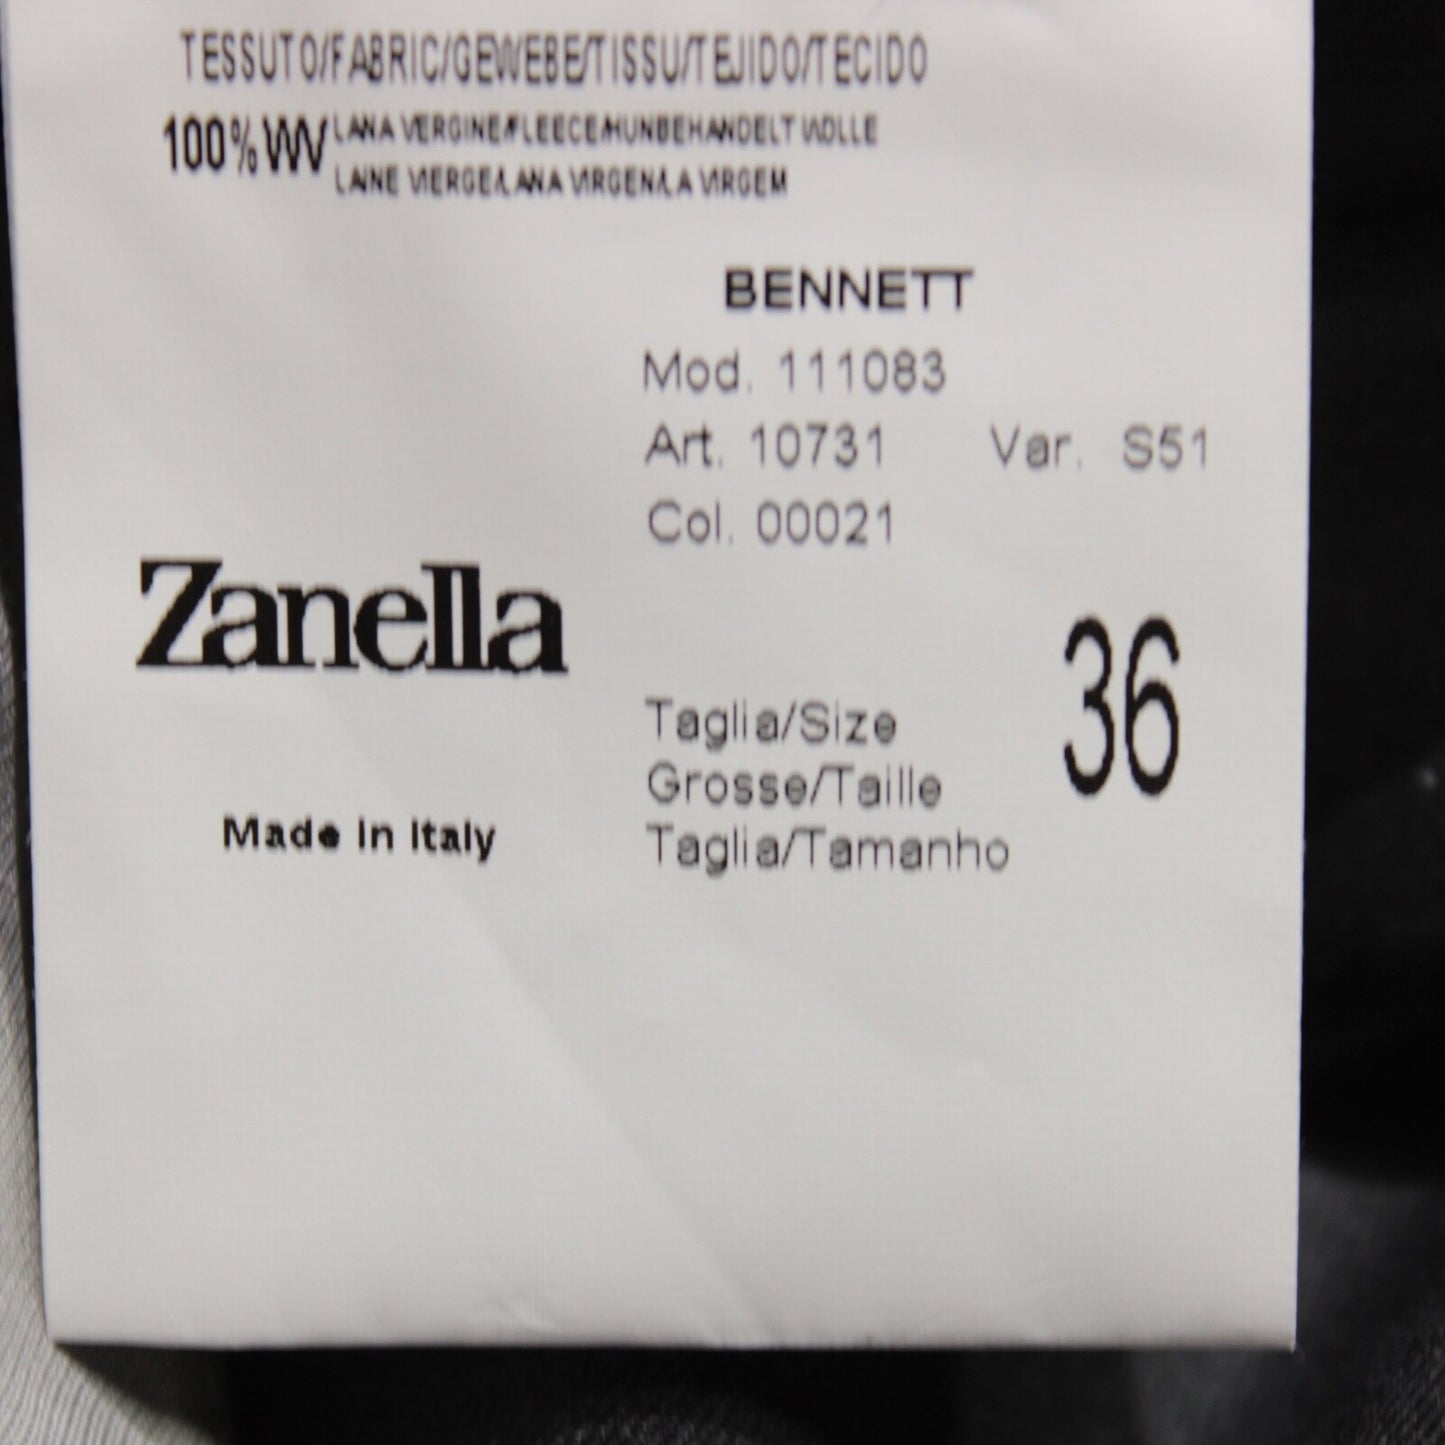 TESSUTO/FABRIC/GEWEBE/TISSU/TEJIDO/TECIDO
100% WV LANA VERGINE/FLEECE/HUNBEHANDELT WOLLE
LAINE VIERGE/LANA VIRGEN/LA VIRGEM
BENNETT
Mod. 111083
Art. 10731 Var. S51
Col. 00021
Zanella
36
Taglia/Size
Grosse/Taille
Taglia/Tamanho
Made in Italy